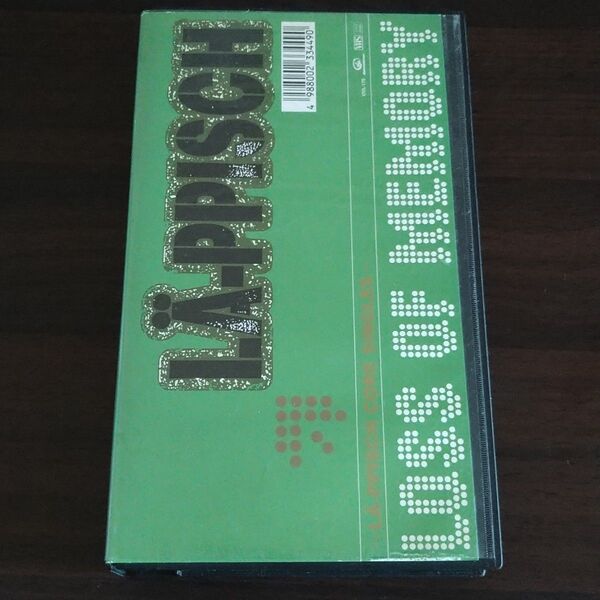 LÄ-PPISCH
4 988002 334490
VHS
LÄ-PPISCH CORE SINGLES
LOSS OF MEMORY